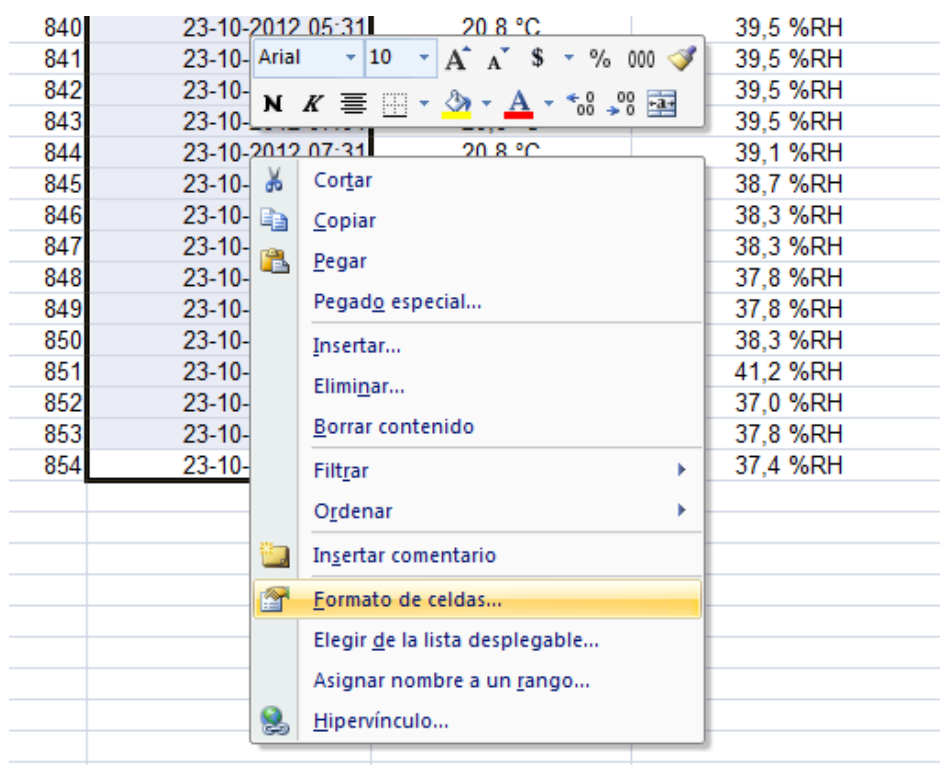 840 23-10-2012 05:31 20,8 °C 39,5 %RH
841 23-10- 39,5 %RH
Arial 10 A A $ % 000
842 23-10- 39,5 %RH
N K A
843 23-10- 39,5 %RH
844 23-10-2012 07:31 20,8 °C 39,1 %RH
845 23-10- 38,7 %RH
Cortar
846 23-10- 38,3 %RH
Copiar
847 23-10- 38,3 %RH
Pegar
848 23-10- 37,8 %RH
Pegado especial...
849 23-10- 37,8 %RH
850 23-10- 38,3 %RH
Insertar...
851 23-10- 41,2 %RH
Eliminar...
852 23-10- 37,0 %RH
Borrar contenido
853 23-10- 37,8 %RH
854 23-10- 37,4 %RH
Filtrar
Ordenar
Insertar comentario
Formato de celdas...
Elegir de la lista desplegable...
Asignar nombre a un rango...
Hipervínculo...